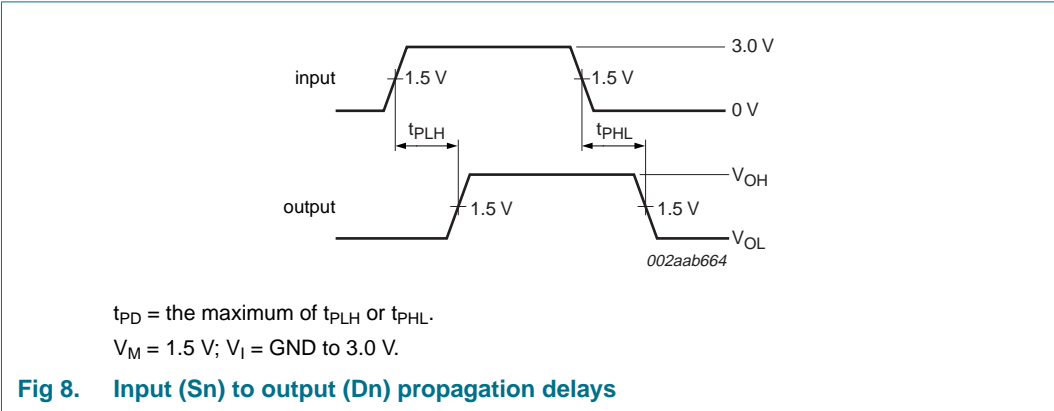 3.0 V
input
1.5 V
1.5 V
0 V
tPLH
tPHL
VOH
output
1.5 V
1.5 V
VOL
002aab664
tPD = the maximum of tPLH or tPHL.
VM = 1.5 V; VI = GND to 3.0 V.
Fig 8. Input (Sn) to output (Dn) propagation delays